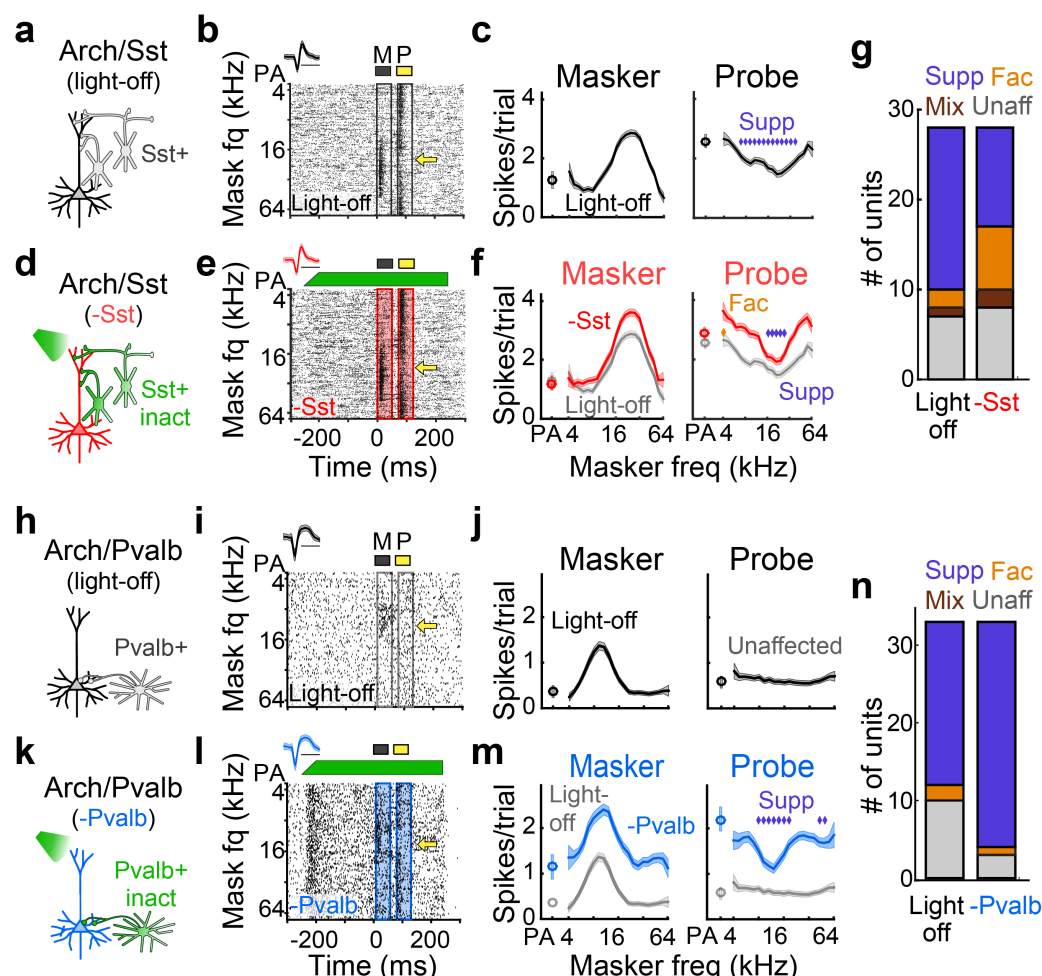 a
Arch/Sst
(light-off)
Sst+
b
M P
PA
4
16
64
Mask fq (kHz)
Light-off
c
Masker
Probe
4
2
0
Spikes/trial
Light-off
Supp
g
Supp Fac
Mix Unaff
30
20
10
0
# of units
Light
off
-Sst
d
Arch/Sst
(-Sst)
Sst+
inact
e
PA
4
16
64
Mask fq (kHz)
-Sst
-200 0 200
Time (ms)
f
Masker
Probe
4
2
0
Spikes/trial
-Sst
Light-off
Fac
Supp
PA 4 16 64
PA 4 16 64
Masker freq (kHz)
h
Arch/Pvalb
(light-off)
Pvalb+
i
M P
PA
4
16
64
Mask fq (kHz)
Light-off
j
Masker
Probe
2
0
Spikes/trial
Light-off
Unaffected
n
Supp Fac
Mix Unaff
30
20
10
0
# of units
Light
off
-Pvalb
k
Arch/Pvalb
(-Pvalb)
Pvalb+
inact
l
PA
4
16
64
Mask fq (kHz)
-Pvalb
-200 0 200
Time (ms)
m
Masker
Probe
2
0
Spikes/trial
Light-
off
-Pvalb
Supp
PA 4 16 64
PA 4 16 64
Masker freq (kHz)